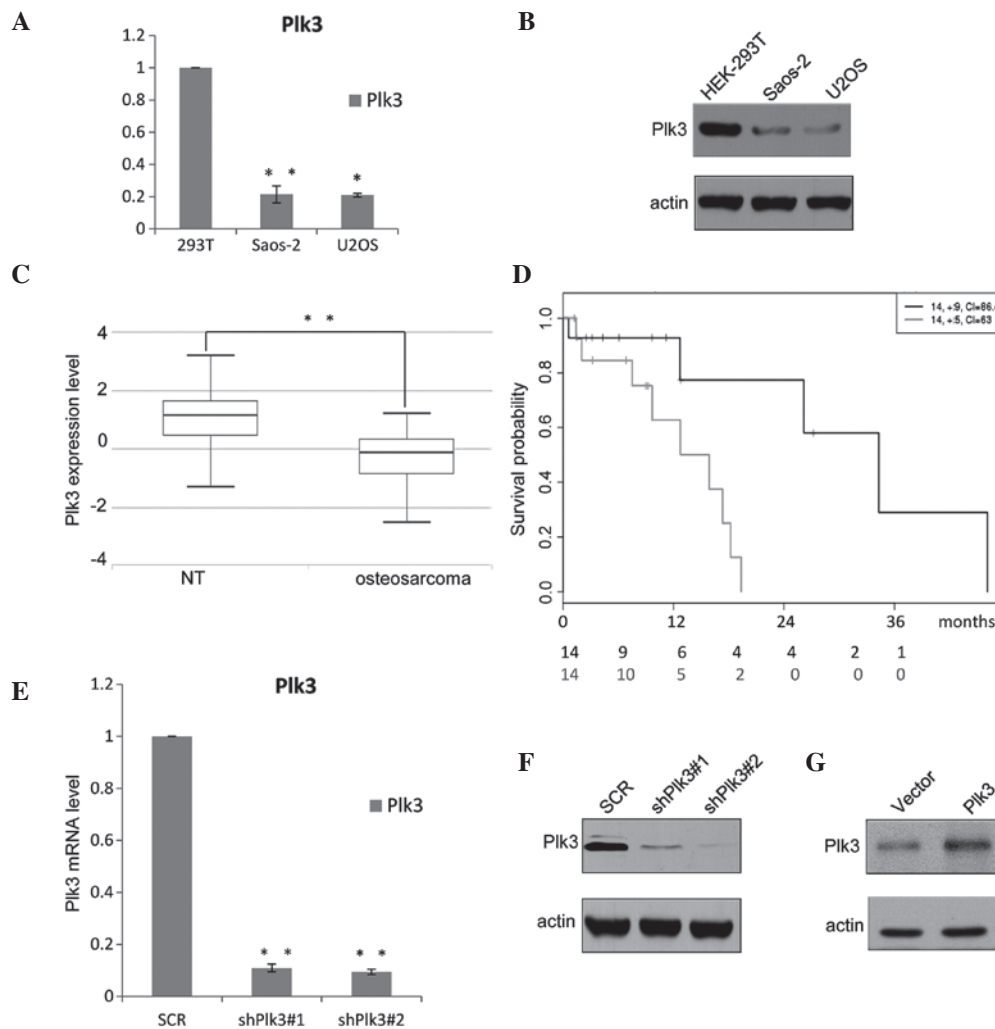 A
Plk3
1.2
1
0.8
0.6
0.4
0.2
0
* *
*
Plk3
293T Saos-2 U2OS
B
HEK-293T Saos-2 U2OS
Plk3
actin
C
Plk3 expression level
4
2
0
-2
-4
* *
NT osteosarcoma
D
Survival probability
1.0
0.8
0.6
0.4
0.2
0.0
14, +:9, CI=86.
14, +:5, CI=63
0 12 24 36 months
14 9 6 4 4 2 1
14 10 5 2 0 0 0
E
Plk3
Plk3 mRNA level
1.2
1
0.8
0.6
0.4
0.2
0
* *
* *
Plk3
SCR shPlk3#1 shPlk3#2
F
SCR shPlk3#1 shPlk3#2
Plk3
actin
G
Vector Plk3
Plk3
actin